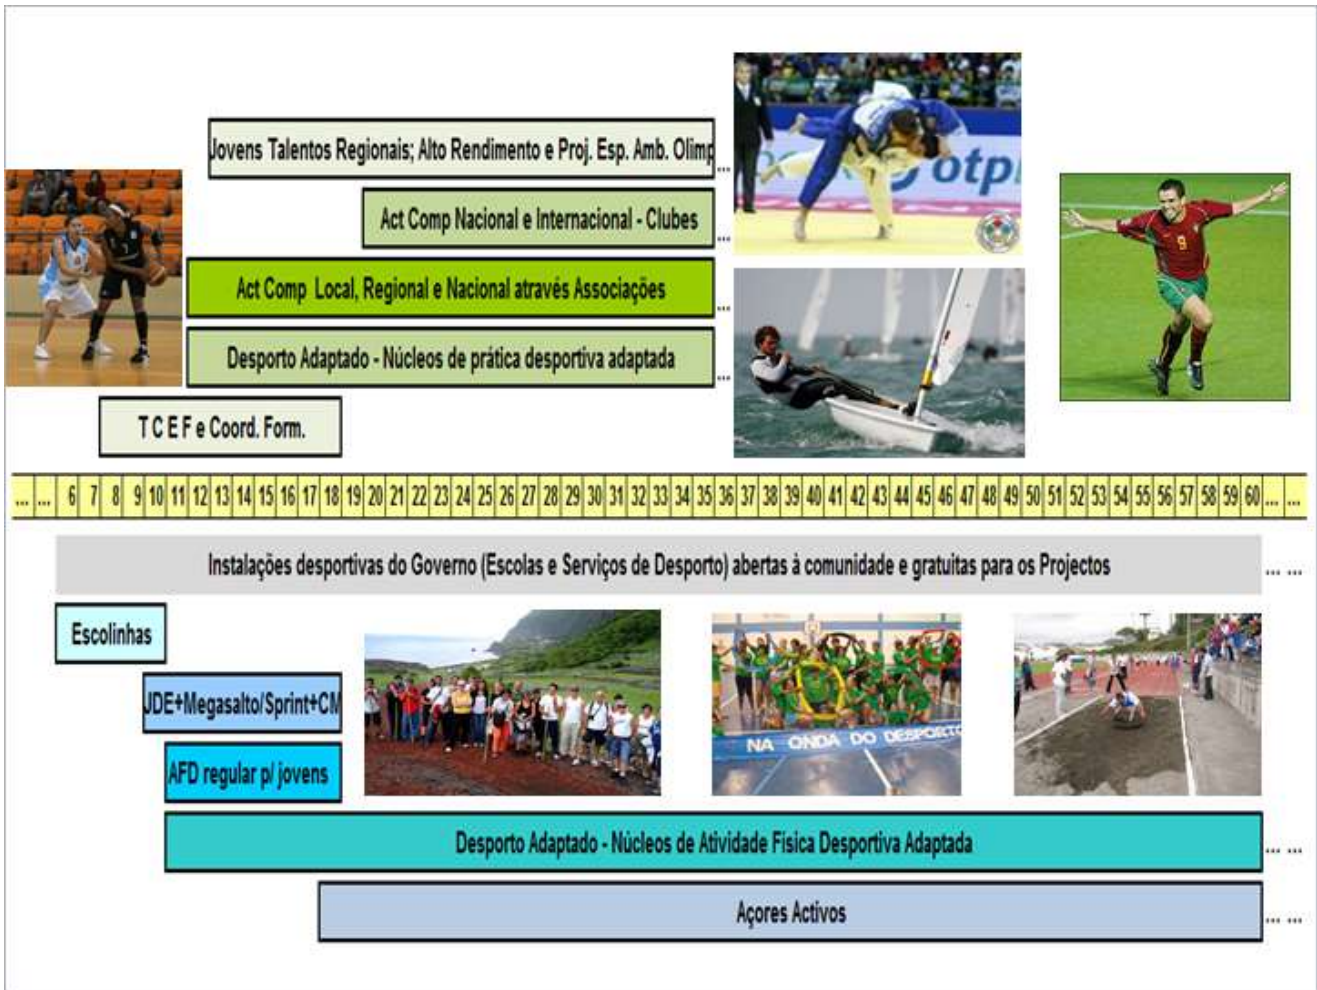 Jovens Talentos Regionais; Alto Rendimento e Proj. Esp. Amb. Olimp
...
Act Comp Nacional e Internacional - Clubes
...
Act Comp Local, Regional e Nacional através Associações
...
Desporto Adaptado - Núcleos de prática desportiva adaptada
...
T C E F e Coord. Form.
otp
9
... ... 6 7 8 9 10 11 12 13 14 15 16 17 18 19 20 21 22 23 24 25 26 27 28 29 30 31 32 33 34 35 36 37 38 39 40 41 42 43 44 45 46 47 48 49 50 51 52 53 54 55 56 57 58 59 60 ... ...
Instalações desportivas do Governo (Escolas e Serviços de Desporto) abertas à comunidade e gratuitas para os Projectos
... ...
Escolinhas
JDE+Megasalto/Sprint+CM
AFD regular p/ jovens
NA ONDA DO DESPORTO
Desporto Adaptado - Núcleos de Atividade Física Desportiva Adaptada
... ...
Açores Activos
... ...